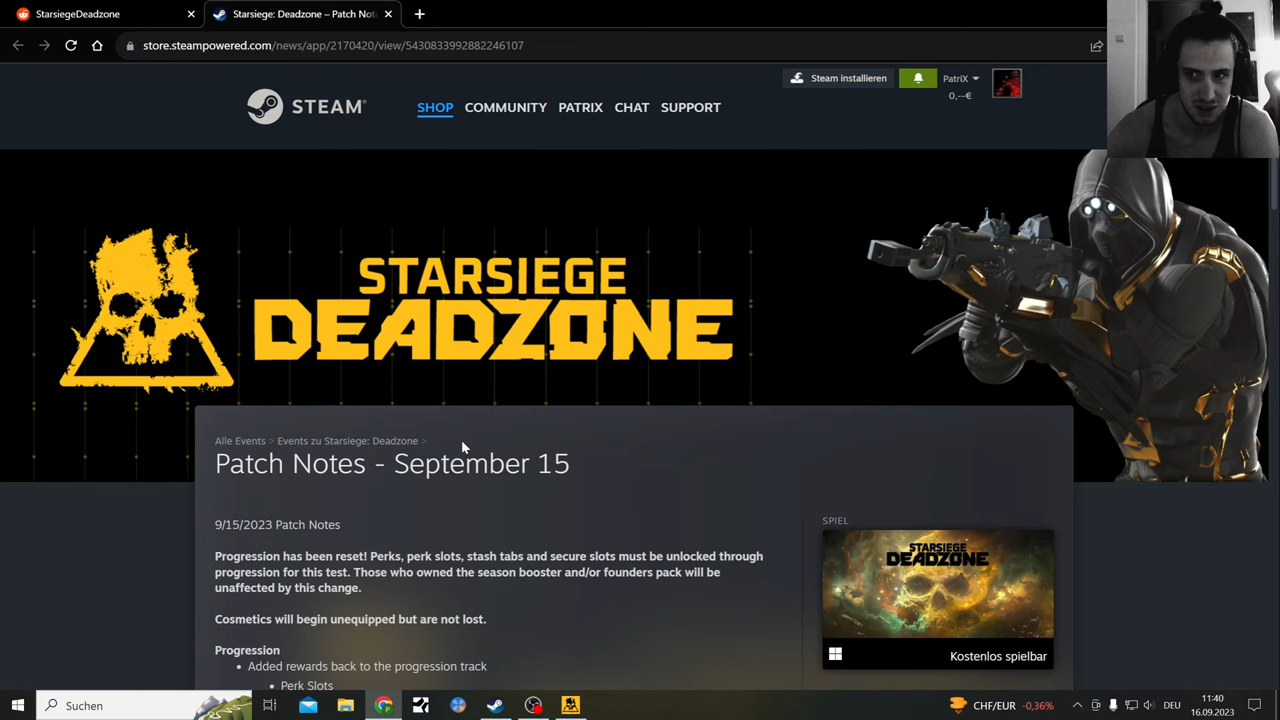 StarsiegeDeadzone
Starsiege: Deadzone – Patch Not
store.steampowered.com/news/app/2170420/view/5430833992882246107
Steam installieren
PatriX
0,--€
STEAM®
SHOP
COMMUNITY
PATRIX
CHAT
SUPPORT
STARSIEGE
DEADZONE
Alle Events > Events zu Starsiege: Deadzone >
Patch Notes - September 15
9/15/2023 Patch Notes
Progression has been reset! Perks, perk slots, stash tabs and secure slots must be unlocked through
progression for this test. Those who owned the season booster and/or founders pack will be
unaffected by this change.
Cosmetics will begin unequipped but are not lost.
Progression
• Added rewards back to the progression track
• Perk Slots
SPIEL
STARSIEGE
DEADZONE
Kostenlos spielbar
Suchen
CHF/EUR -0,36%
DEU
11:40
16.09.2023